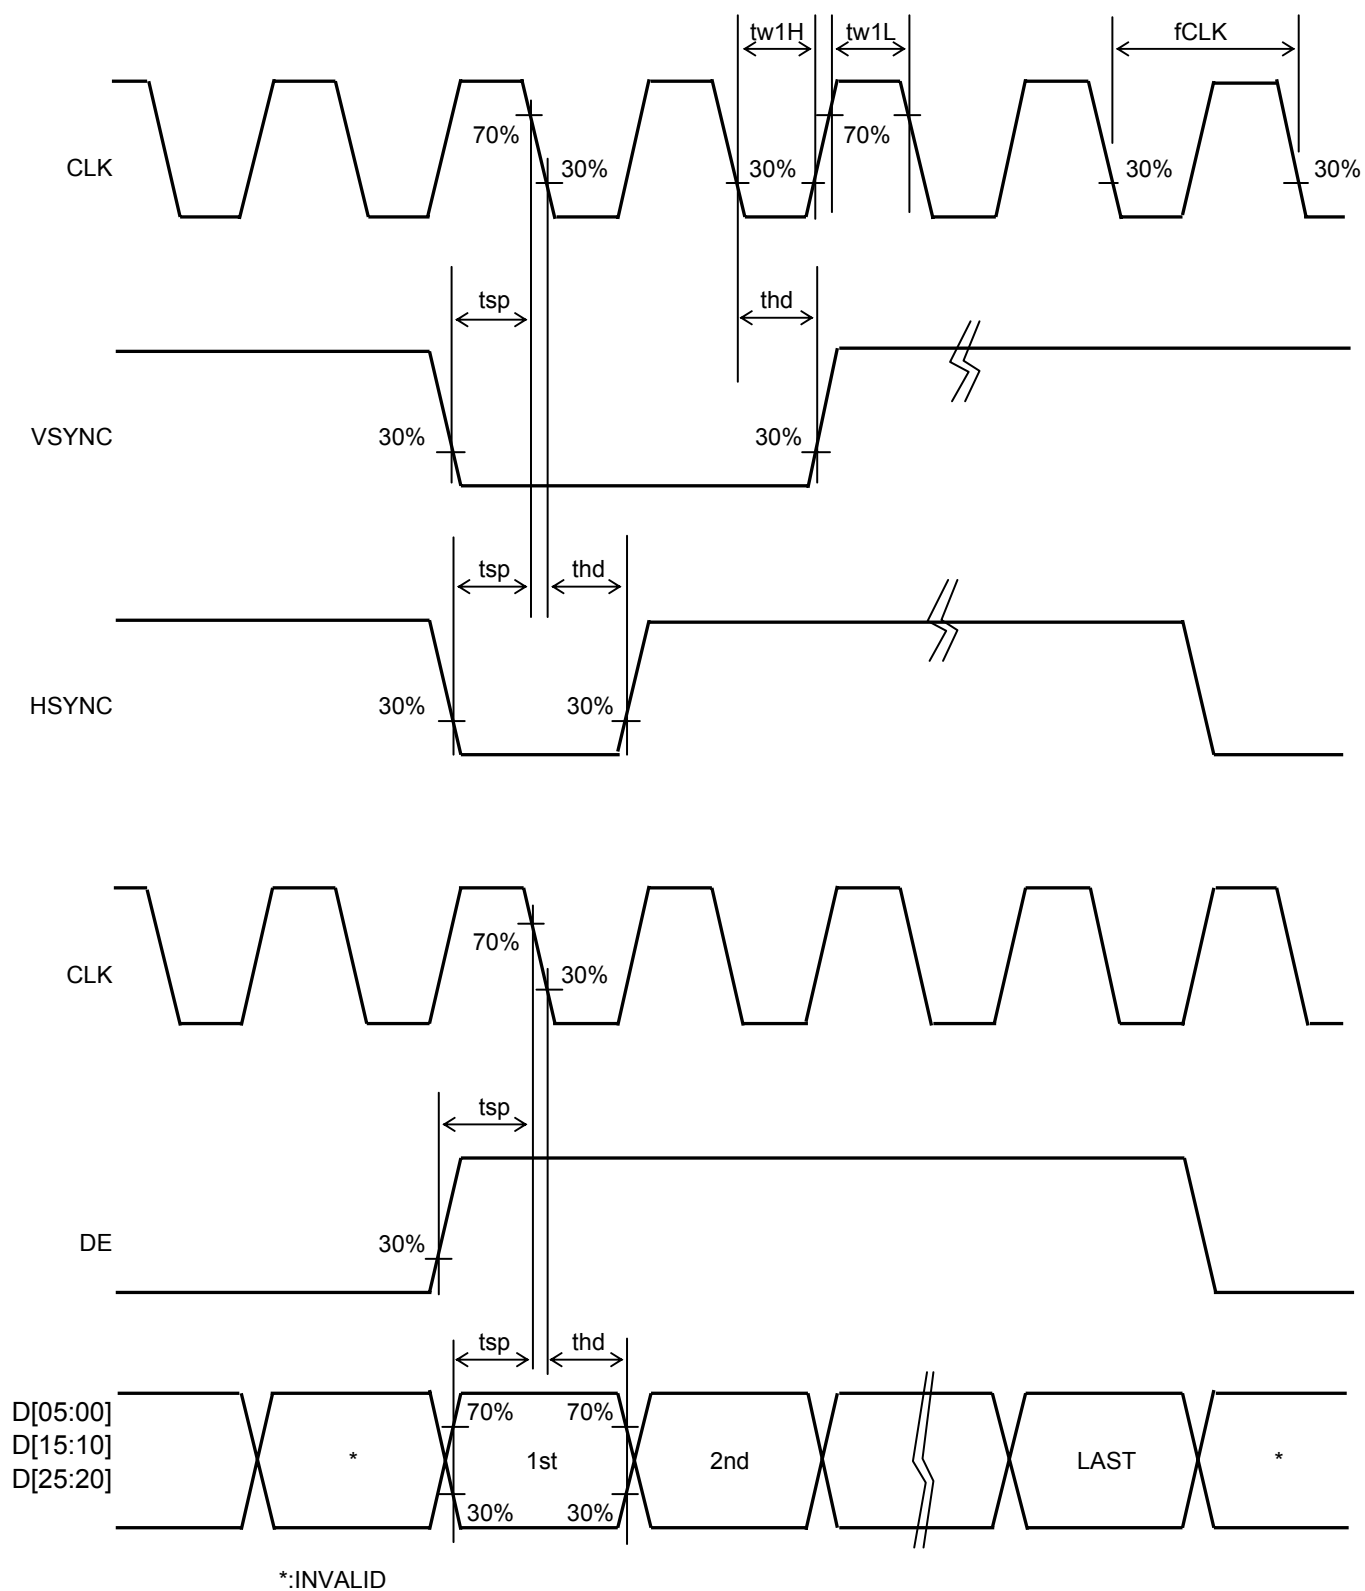 tw1H tw1L fCLK
70% 70%
CLK 30% 30% 30% 30%
tsp thd
VSYNC 30% 30%
tsp thd
HSYNC 30% 30%
70%
CLK 30%
tsp
DE 30%
tsp thd
D[05:00] 70% 70%
D[15:10] * 1st 2nd LAST *
D[25:20]
30% 30%
*:INVALID